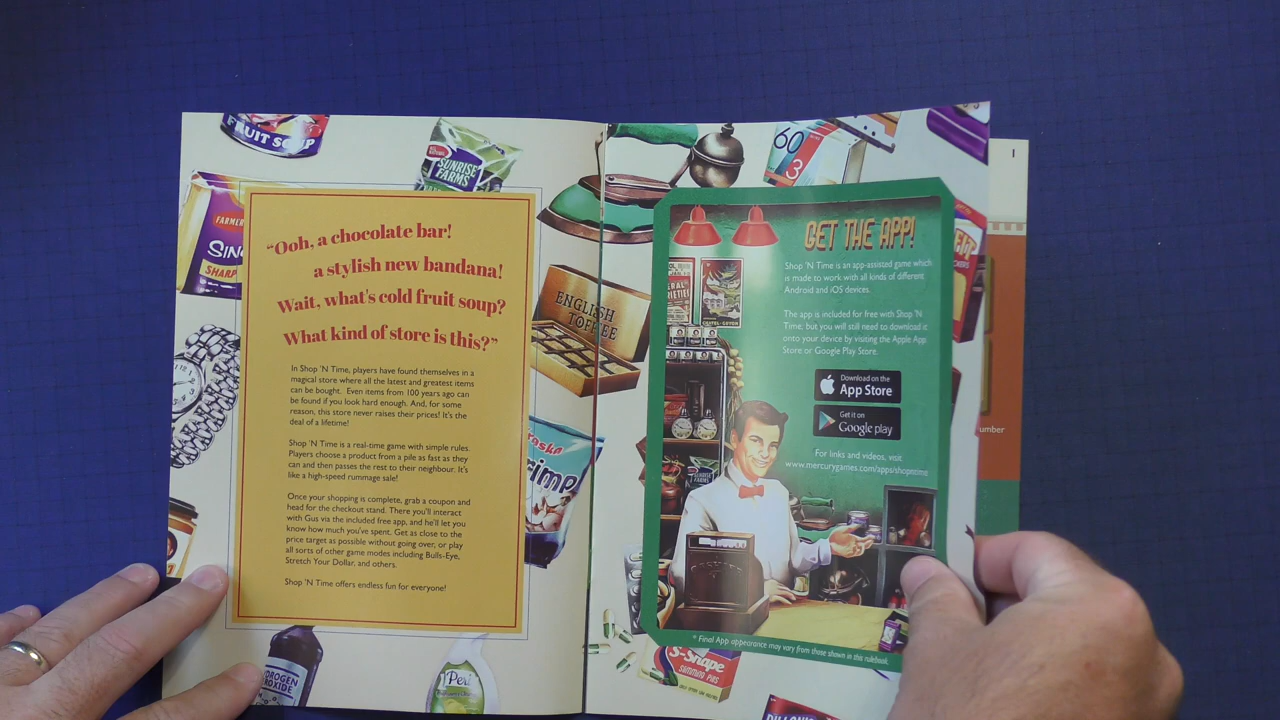 FRUIT SOUP
SUNRISE
FARMS
FARMER
SHARP
"Ooh, a chocolate bar!
a stylish new bandana!
Wait, what's cold fruit soup?
What kind of store is this?"
In Shop 'N Time, players have found themselves in a
magical store where all the latest and greatest items
can be bought. Even items from 100 years ago can
be found if you look hard enough. And, for some
reason, this store never raises their prices! It's the
deal of a lifetime!
Shop 'N Time is a real-time game with simple rules.
Players choose a product from a pile as fast as they
can and then passes the rest to their neighbour. It's
like a high-speed rummage sale!
Once your shopping is complete, grab a coupon and
head for the checkout stand. There you'll interact
with Gus via the included free app, and he'll let you
know how much you've spent. Get as close to the
price target as possible without going over, or play
all sorts of other game modes including Bulls-Eye,
Stretch Your Dollar, and others.
Shop 'N Time offers endless fun for everyone!
Peri
ENGLISH
TOFFEE
60
3
GET THE APP!
Shop 'N Time is an app-assisted game which
is made to work with all kinds of different
Android and iOS devices.
The app is included for free with Shop 'N
Time, but you will still need to download it
onto your device by visiting the Apple App
Store or Google Play Store.
Download on the
App Store
Get it on
Google play
For links and videos, visit
www.mercurygames.com/apps/shopntime
SUNRISE
FARMS
* Final App appearance may vary from those shown in this rulebook.
S-Shape
SLIMMING PILLS
1
umber